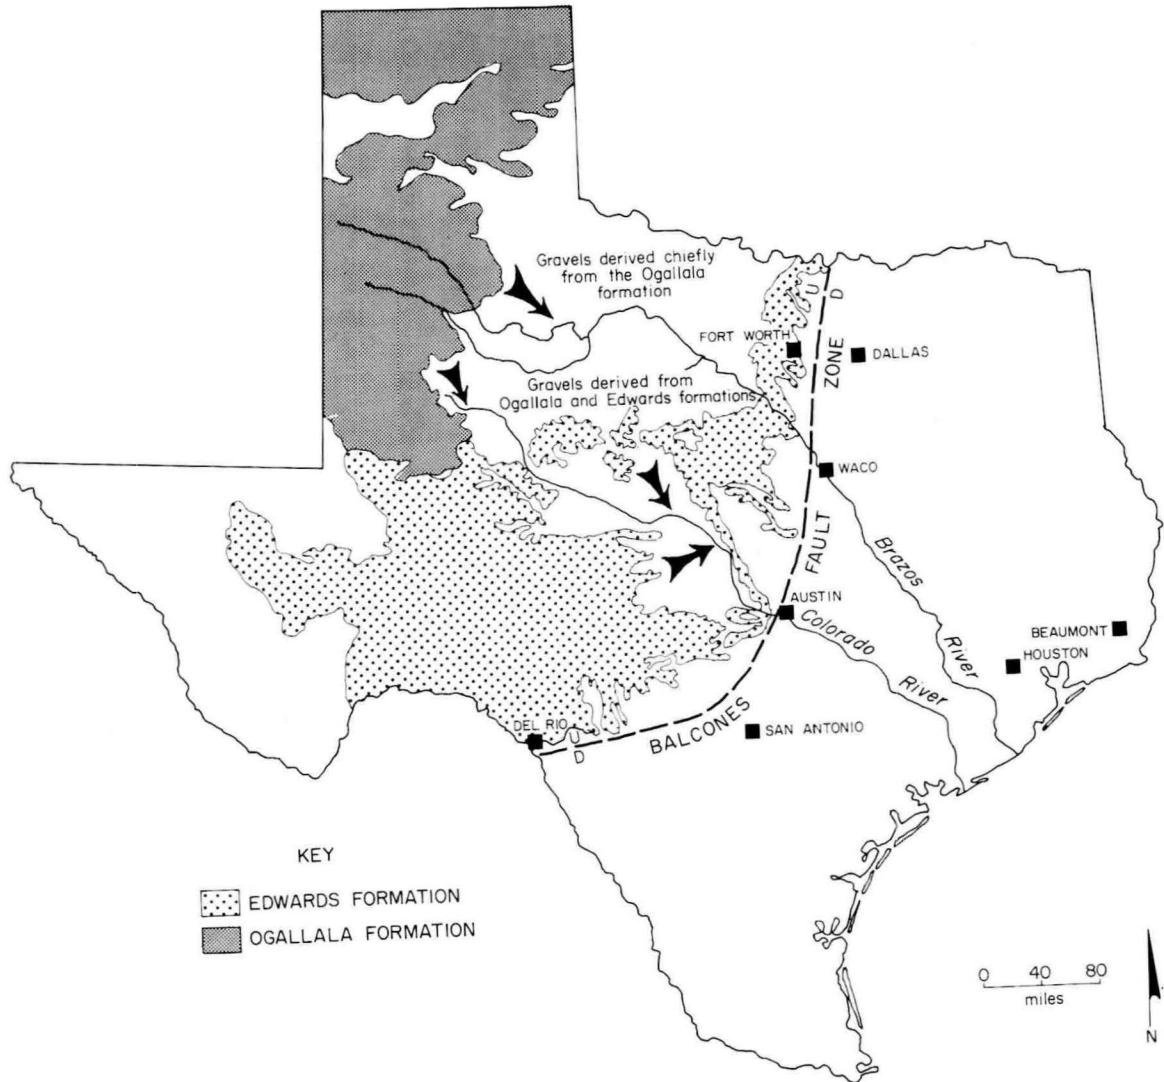 Gravels derived chiefly
from the Ogallala
formation
U
D
FORT WORTH
DALLAS
ZONE
Gravels derived from
Ogallala and Edwards formations
WACO
FAULT
Brazos
River
AUSTIN
Colorado
River
BEAUMONT
HOUSTON
DEL RIO
U
D
BALCONES
SAN ANTONIO
KEY
EDWARDS FORMATION
OGALLALA FORMATION
0 40 80
miles
N